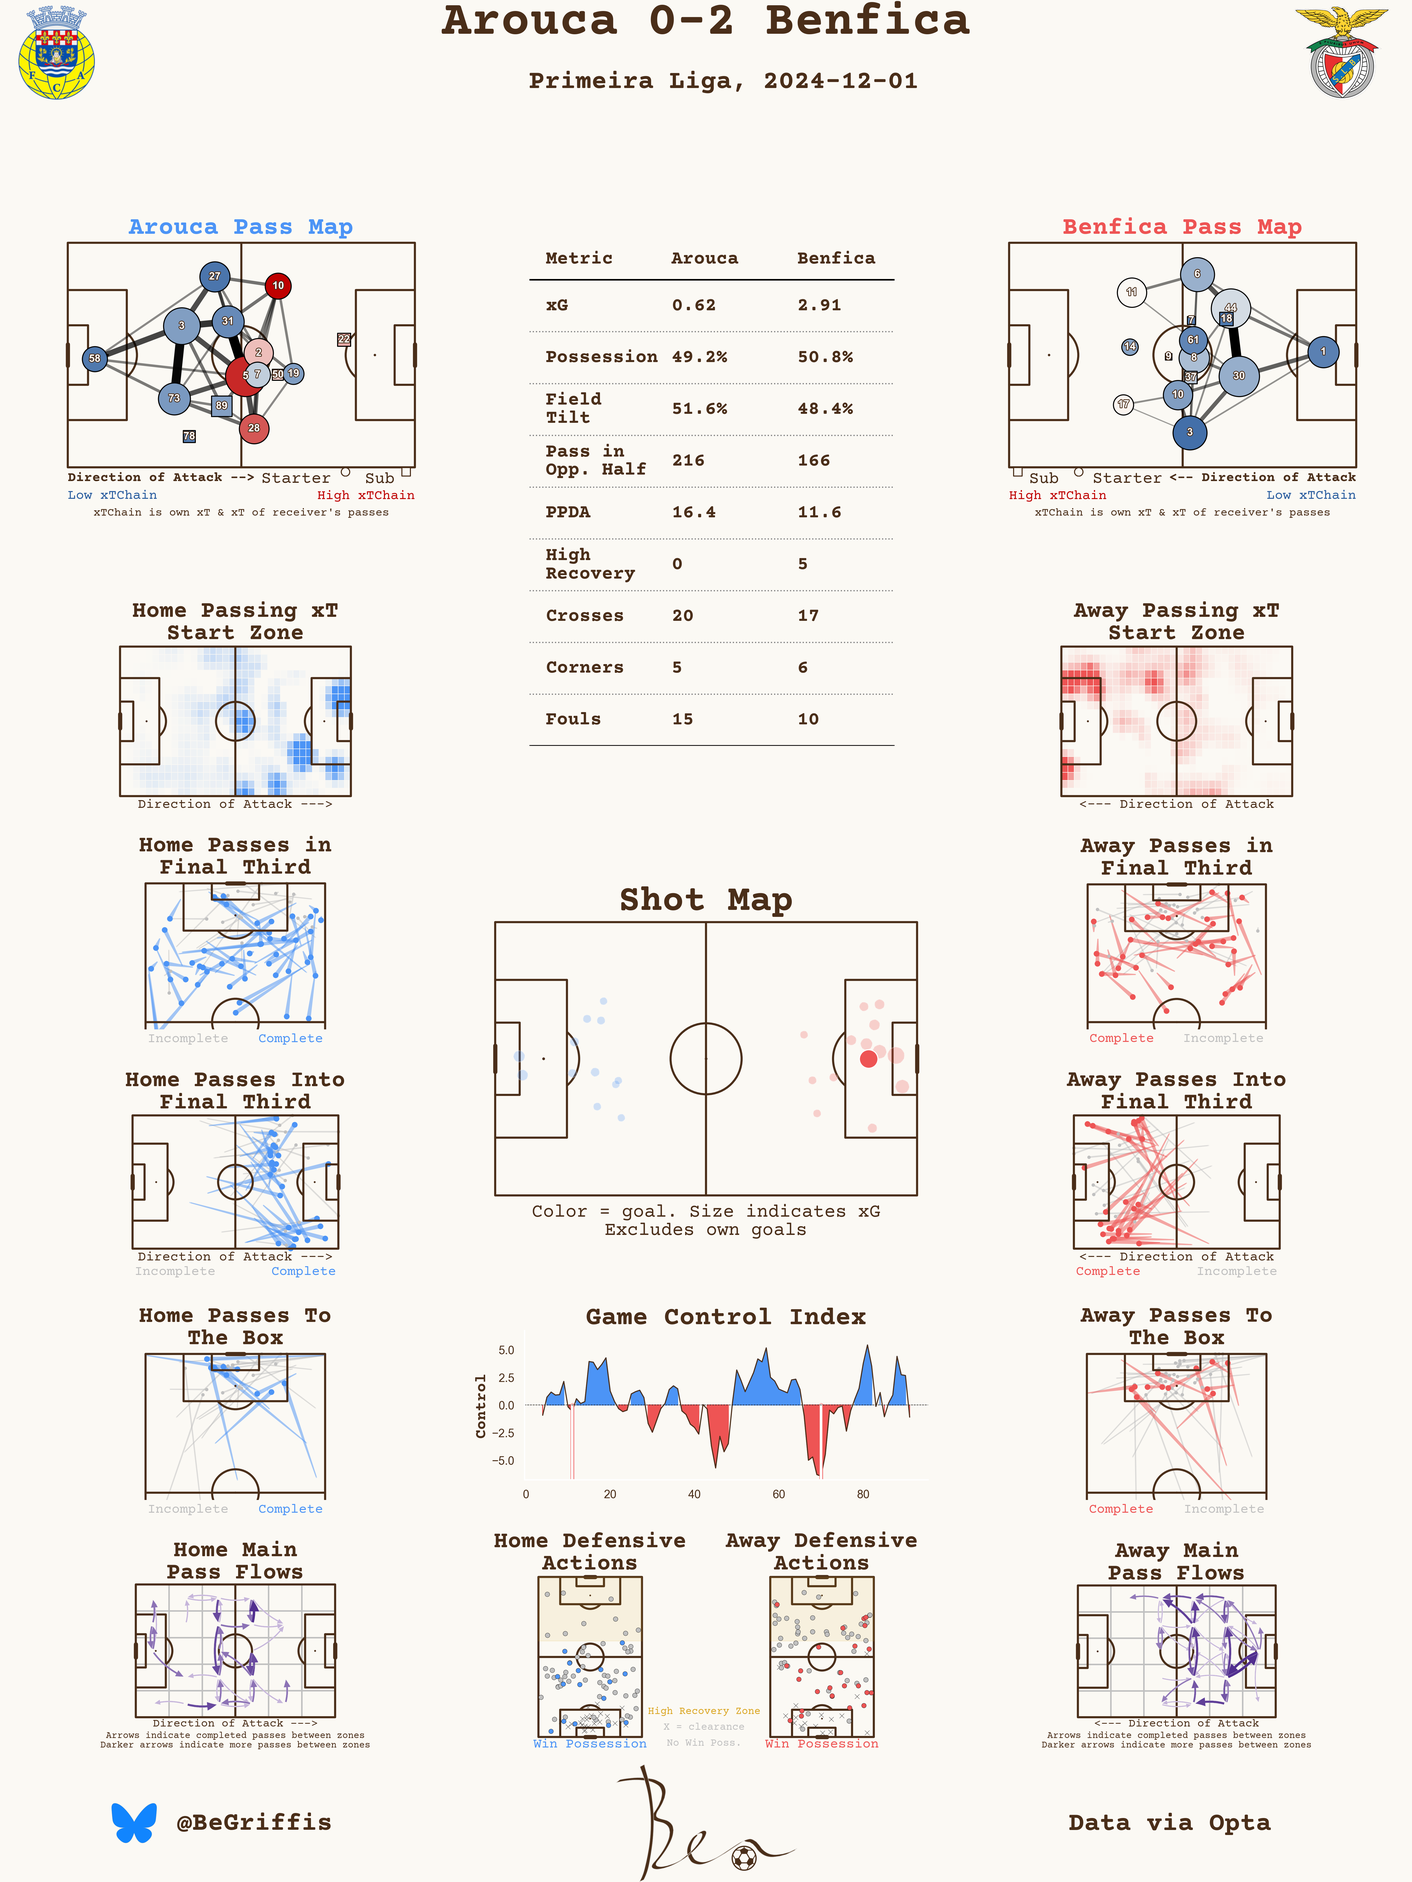 Arouca 0-2 Benfica
Primeira Liga, 2024-12-01
F A
C
Arouca Pass Map
27
10
3
31
2
22
58
5
7
50
19
73
89
28
78
Direction of Attack --> Starter Sub
Low xTChain High xTChain
xTChain is own xT & xT of receiver's passes
Metric Arouca Benfica
xG 0.62 2.91
Possession 49.2% 50.8%
Field
Tilt 51.6% 48.4%
Pass in
Opp. Half 216 166
PPDA 16.4 11.6
High
Recovery 0 5
Crosses 20 17
Corners 5 6
Fouls 15 10
Benfica Pass Map
6
11
44
7
18
61
14
9
8
1
37
30
10
17
3
Sub Starter <-- Direction of Attack
High xTChain Low xTChain
xTChain is own xT & xT of receiver's passes
Home Passing xT
Start Zone
Direction of Attack --->
Away Passing xT
Start Zone
<--- Direction of Attack
Home Passes in
Final Third
Incomplete Complete
Away Passes in
Final Third
Complete Incomplete
Shot Map
Color = goal. Size indicates xG
Excludes own goals
Home Passes Into
Final Third
Direction of Attack --->
Incomplete Complete
Away Passes Into
Final Third
<--- Direction of Attack
Complete Incomplete
Home Passes To
The Box
Incomplete Complete
Game Control Index
Control
5.0
2.5
0.0
−2.5
−5.0
0 20 40 60 80
Away Passes To
The Box
Complete Incomplete
Home Main
Pass Flows
Direction of Attack --->
Arrows indicate completed passes between zones
Darker arrows indicate more passes between zones
Home Defensive
Actions
Win Possession
Away Defensive
Actions
Win Possession
High Recovery Zone
X = clearance
No Win Poss.
Away Main
Pass Flows
<--- Direction of Attack
Arrows indicate completed passes between zones
Darker arrows indicate more passes between zones
@BeGriffis
Ben
Data via Opta